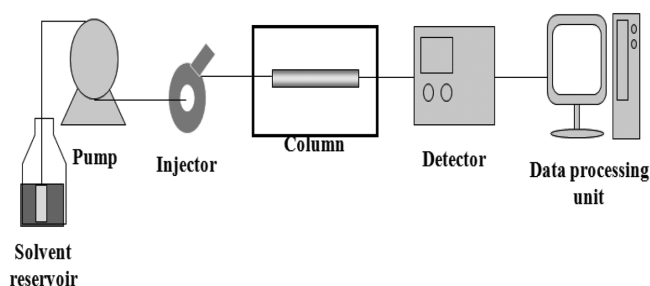 Pump
Injector
Column
Detector
Data processing
unit
Solvent
reservoir